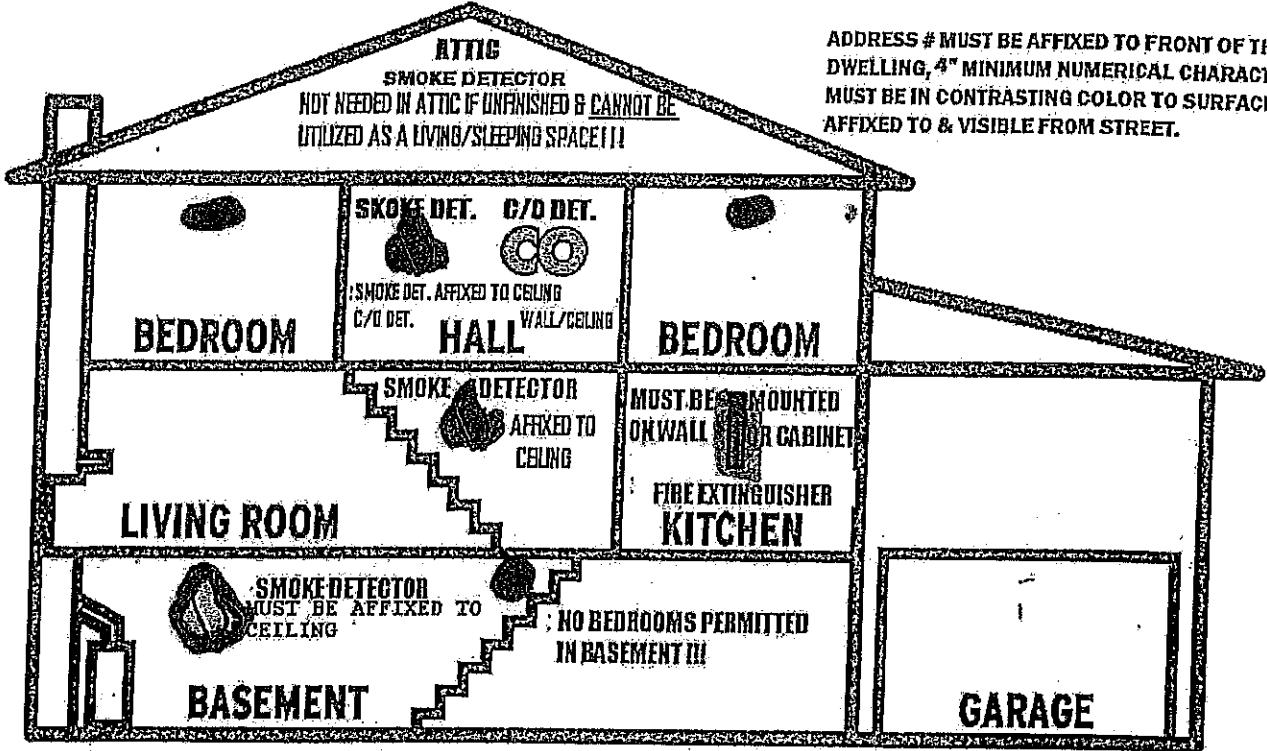 ATTIC
SMOKE DETECTOR
NOT NEEDED IN ATTIC IF UNFINISHED & CANNOT BE
UTILIZED AS A LIVING/SLEEPING SPACE!!!
ADDRESS # MUST BE AFFIXED TO FRONT OF
DWELLING, 4" MINIMUM NUMERICAL
MUST BE IN CONTRASTING COLOR TO
AFFIXED TO & VISIBLE FROM STREET.
SKOKE DET. C/O DET.
CO
SMOKE DET. AFFIXED TO CEILING
C/O DET. WALL/CEILING
BEDROOM
HALL
BEDROOM
SMOKE DETECTOR
AFFIXED TO
CEILING
MUST BE MOUNTED
ON WALL OR CABINET
FIRE EXTINGUISHER
KITCHEN
LIVING ROOM
SMOKE DETECTOR
MUST BE AFFIXED TO
CEILING
NO BEDROOMS PERMITTED
IN BASEMENT!!!
BASEMENT
GARAGE